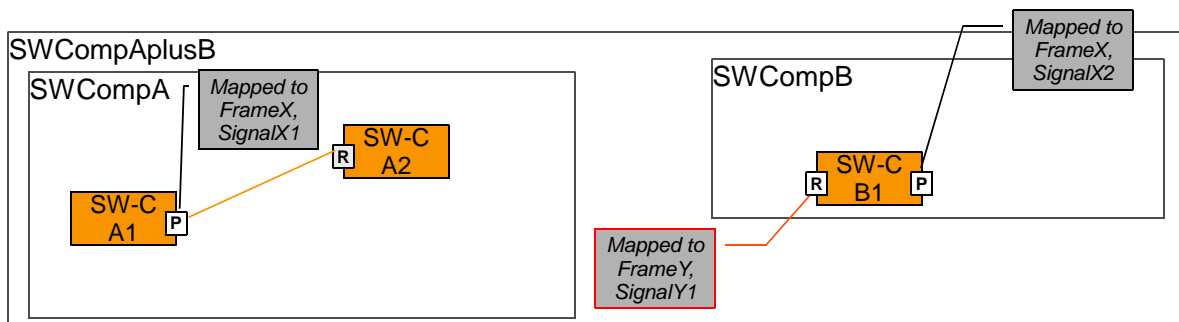 SWCompAplusB
SWCompA
Mapped to
FrameX,
SignalX1
SW-C
A1
P
R
SW-C
A2
SWCompB
Mapped to
FrameX,
SignalX2
R
SW-C
B1
P
Mapped to
FrameY,
SignalY1